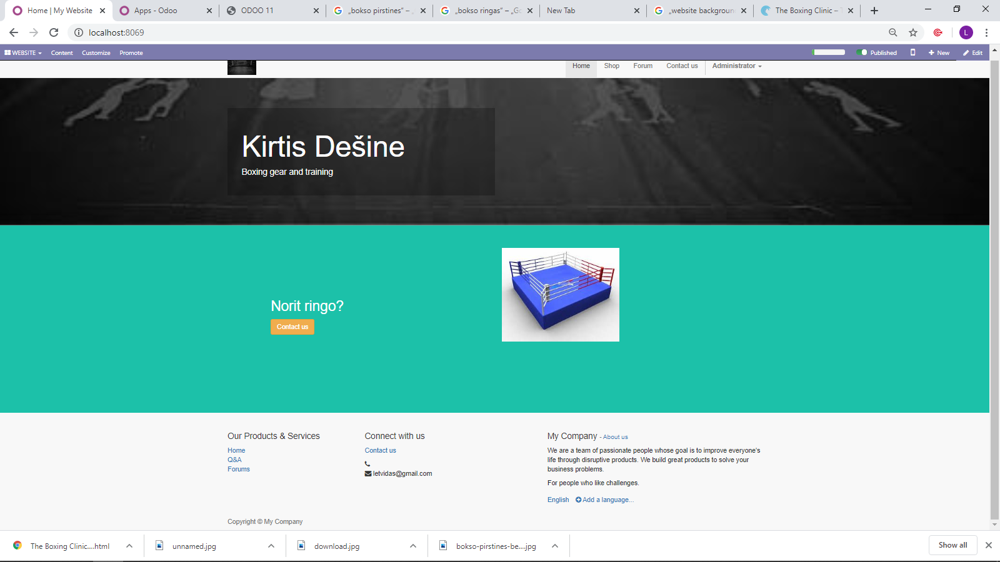 Home | My Website
Apps - Odoo
ODOO 11
„bokso pirstines“ –
„bokso ringas“ – „Go
New Tab
„website backgroun
The Boxing Clinic –
localhost:8069
L
WEBSITE
Content
Customize
Promote
Published
New
Edit
Home
Shop
Forum
Contact us
Administrator
Kirtis Dešine
Boxing gear and training
Norit ringo?
Contact us
Our Products & Services
Home
Q&A
Forums
Connect with us
Contact us
letvidas@gmail.com
My Company - About us
We are a team of passionate people whose goal is to improve everyone's
life through disruptive products. We build great products to solve your
business problems.
For people who like challenges.
English
Add a language...
Copyright © My Company
The Boxing Clinic....html
unnamed.jpg
download.jpg
bokso-pirstines-be....jpg
Show all